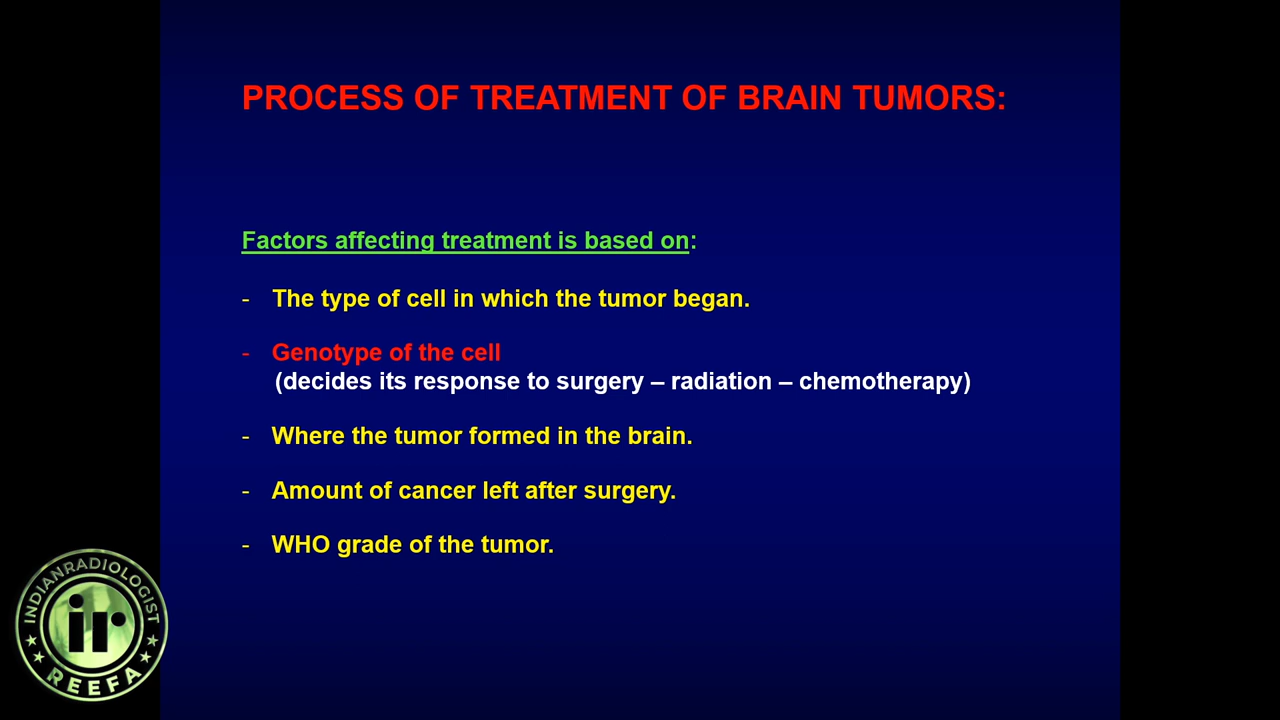 PROCESS OF TREATMENT OF BRAIN TUMORS:
Factors affecting treatment is based on:
- The type of cell in which the tumor began.
- Genotype of the cell
(decides its response to surgery – radiation – chemotherapy)
- Where the tumor formed in the brain.
- Amount of cancer left after surgery.
- WHO grade of the tumor.
INDIANRADIOLOGIST
ir
REEFA